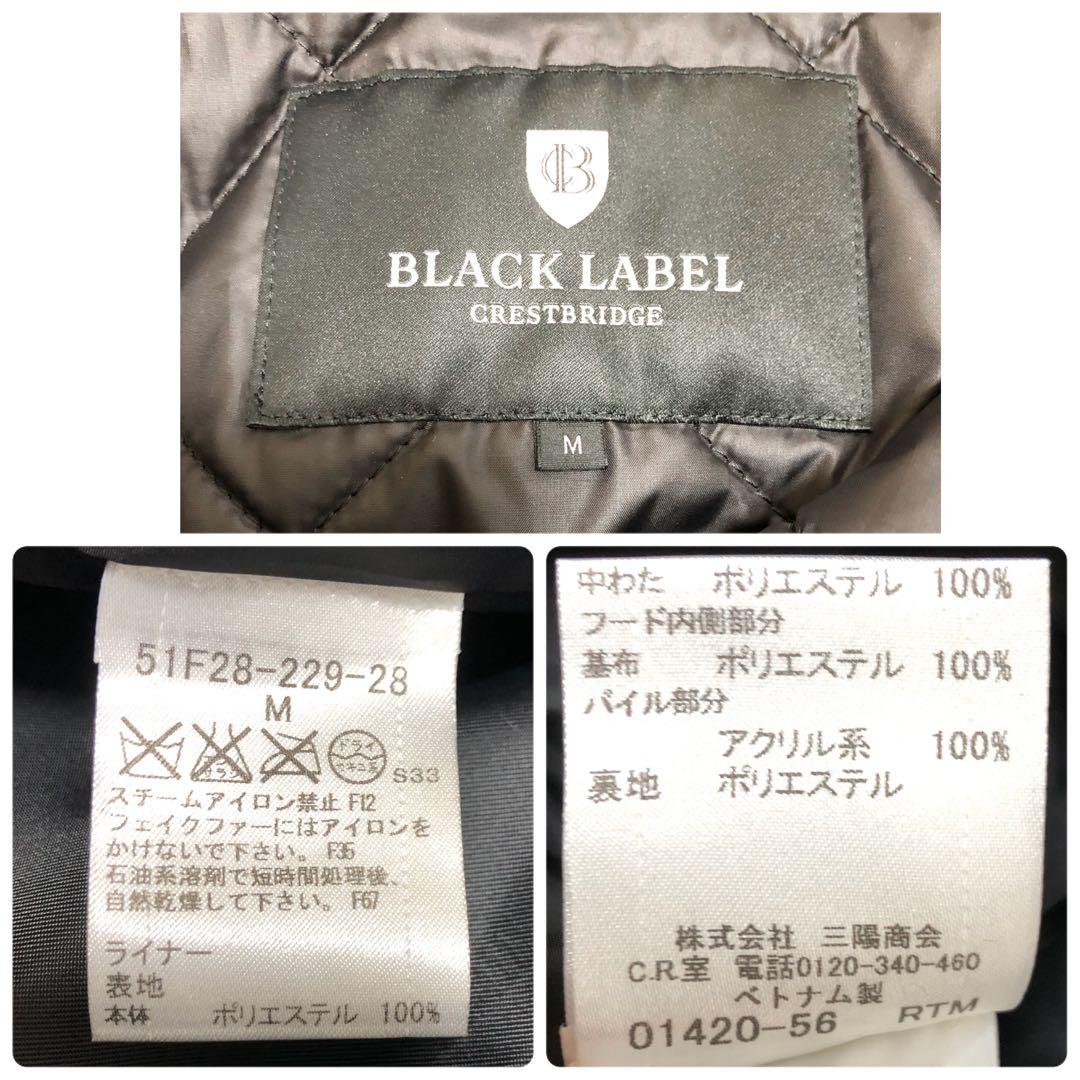 CB
BLACK LABEL
CRESTBRIDGE
M
51F28-229-28
M
ドライ
S33
スチームアイロン禁止 F12
フェイクファーにはアイロンを
かけないで下さい。 F35
石油系溶剤で短時間処理後、
自然乾燥して下さい。 F67
ライナー
表地
本体 ポリエステル 100%
中わた ポリエステル 100%
フード内側部分
基布 ポリエステル 100%
パイル部分
アクリル系 100%
裏地 ポリエステル
株式会社 三陽商会
C.R.室 電話0120-340-460
ベトナム製
01420-56 RTM